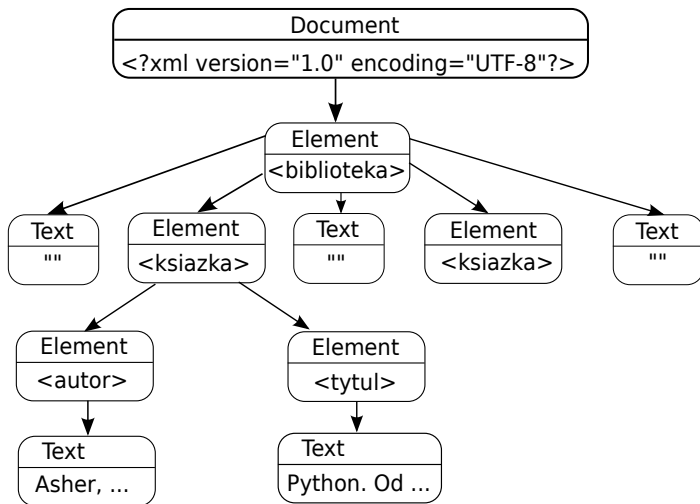 Document
<?xml version="1.0" encoding="UTF-8"?>
Element
<biblioteka>
Text
""
Element
<ksiazka>
Text
""
Element
<ksiazka>
Text
""
Element
<autor>
Element
<tytul>
Text
Asher, ...
Text
Python. Od ...